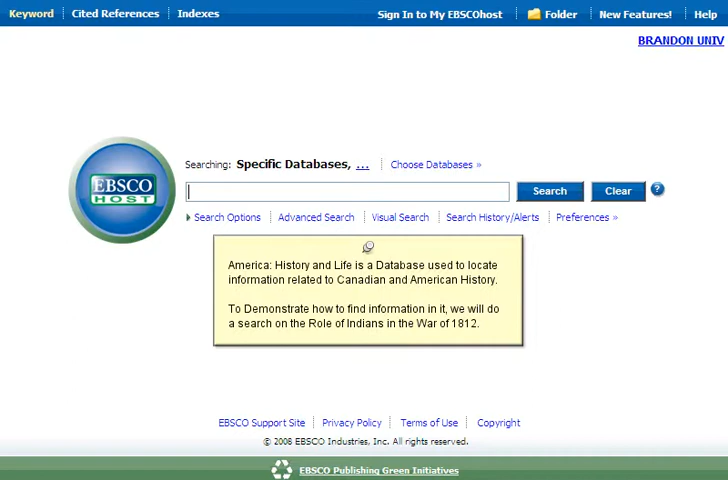 Keyword Cited References Indexes Sign In to My EBSCOhost Folder New Features! Help
BRANDON UNIV
Searching: Specific Databases, ... Choose Databases »
EBSCO
HOST
Search Clear ?
Search Options Advanced Search Visual Search Search History/Alerts Preferences »
America: History and Life is a Database used to locate
information related to Canadian and American History.
To Demonstrate how to find information in it, we will do
a search on the Role of Indians in the War of 1812.
EBSCO Support Site Privacy Policy Terms of Use Copyright
© 2008 EBSCO Industries, Inc. All rights reserved.
EBSCO Publishing Green Initiatives